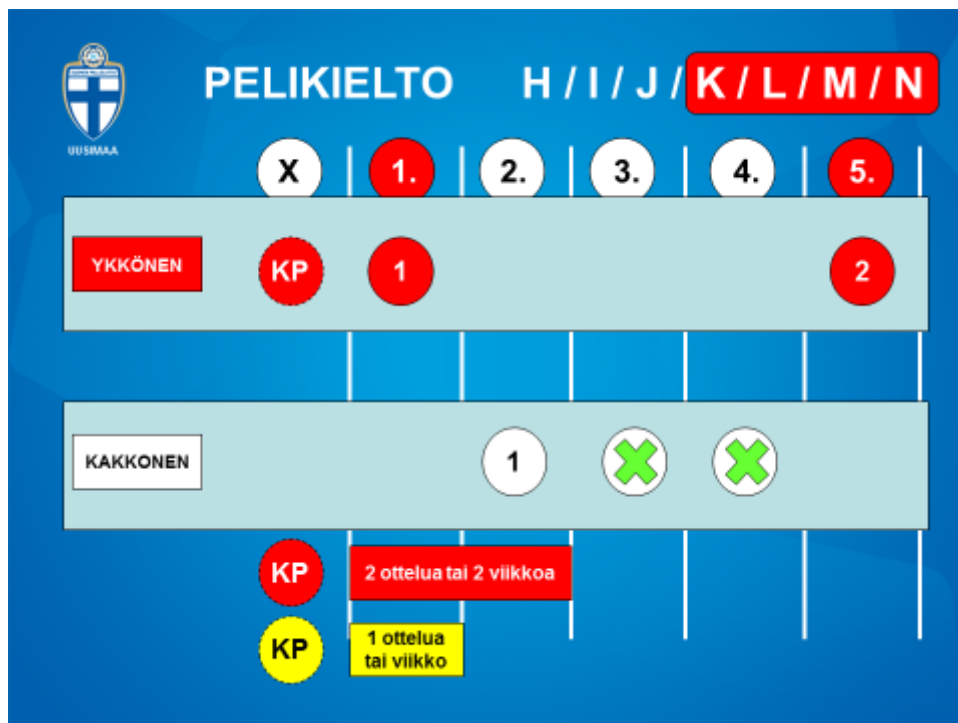 PELIKIELTO H / I / J / K / L / M / N
UUSIMAA
X 1. 2. 3. 4. 5.
YKKÖNEN KP 1 2
KAKKONEN 1
KP 2 ottelua tai 2 viikkoa
KP 1 ottelua
tai viikko